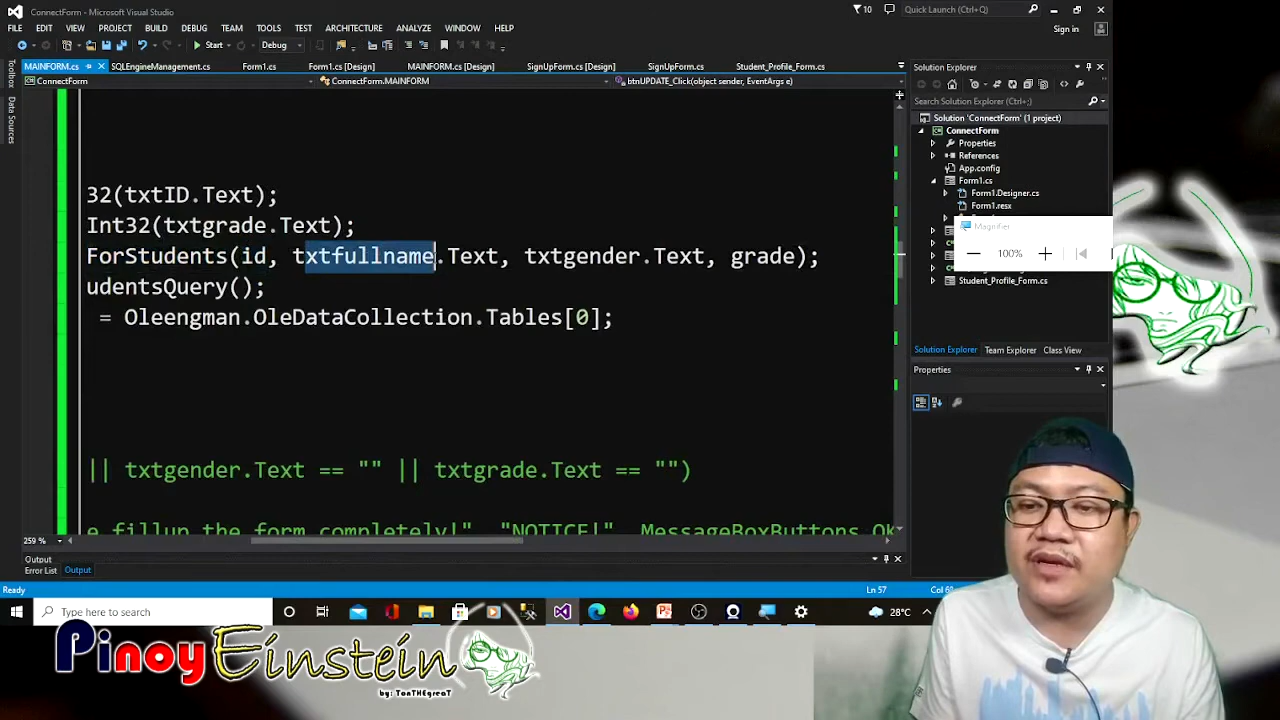 ConnectForm - Microsoft Visual Studio
10
Quick Launch (Ctrl+Q)
FILE EDIT VIEW PROJECT BUILD DEBUG TEAM TOOLS TEST ARCHITECTURE ANALYZE WINDOW HELP
Sign in
Start Debug
MAINFORM.cs SQLEngineManagement.cs Form1.cs Form1.cs [Design] MAINFORM.cs [Design] SignUpForm.cs [Design] SignUpForm.cs Student_Profile_Form.cs
ConnectForm ConnectForm.MAINFORM btnUPDATE_Click(object sender, EventArgs e)
Toolbox
Data Sources
32(txtID.Text);
Int32(txtgrade.Text);
ForStudents(id, txtfullname.Text, txtgender.Text, grade);
udentsQuery();
= Oleengman.OleDataCollection.Tables[0];
|| txtgender.Text == "" || txtgrade.Text == "")
e fillup the form completely!", "NOTICE!", MessageBoxButtons.OK
259 %
Output
Error List Output
Ready
Ln 57
Solution Explorer
Search Solution Explorer (Ctrl+;)
Solution 'ConnectForm' (1 project)
ConnectForm
Properties
References
App.config
Form1.cs
Form1.Designer.cs
Form1.resx
Magnifier
100%
Student_Profile_Form.cs
Solution Explorer Team Explorer Class View
Properties
Type here to search
28°C
PinoyEinstein
by: TonTHEgreaT